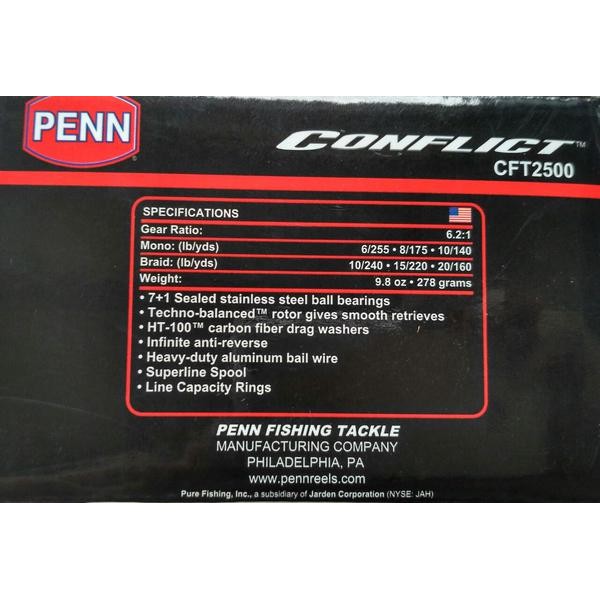 PENN
CONFLICT™
CFT2500
SPECIFICATIONS
Gear Ratio: 6.2:1
Mono: (lb/yds) 6/255 • 8/175 • 10/140
Braid: (lb/yds) 10/240 • 15/220 • 20/160
Weight: 9.8 oz • 278 grams
• 7+1 Sealed stainless steel ball bearings
• Techno-balanced™ rotor gives smooth retrieves
• HT-100™ carbon fiber drag washers
• Infinite anti-reverse
• Heavy-duty aluminum bail wire
• Superline Spool
• Line Capacity Rings
PENN FISHING TACKLE
MANUFACTURING COMPANY
PHILADELPHIA, PA
www.pennreels.com
Pure Fishing, Inc., a subsidiary of Jarden Corporation (NYSE: JAH)